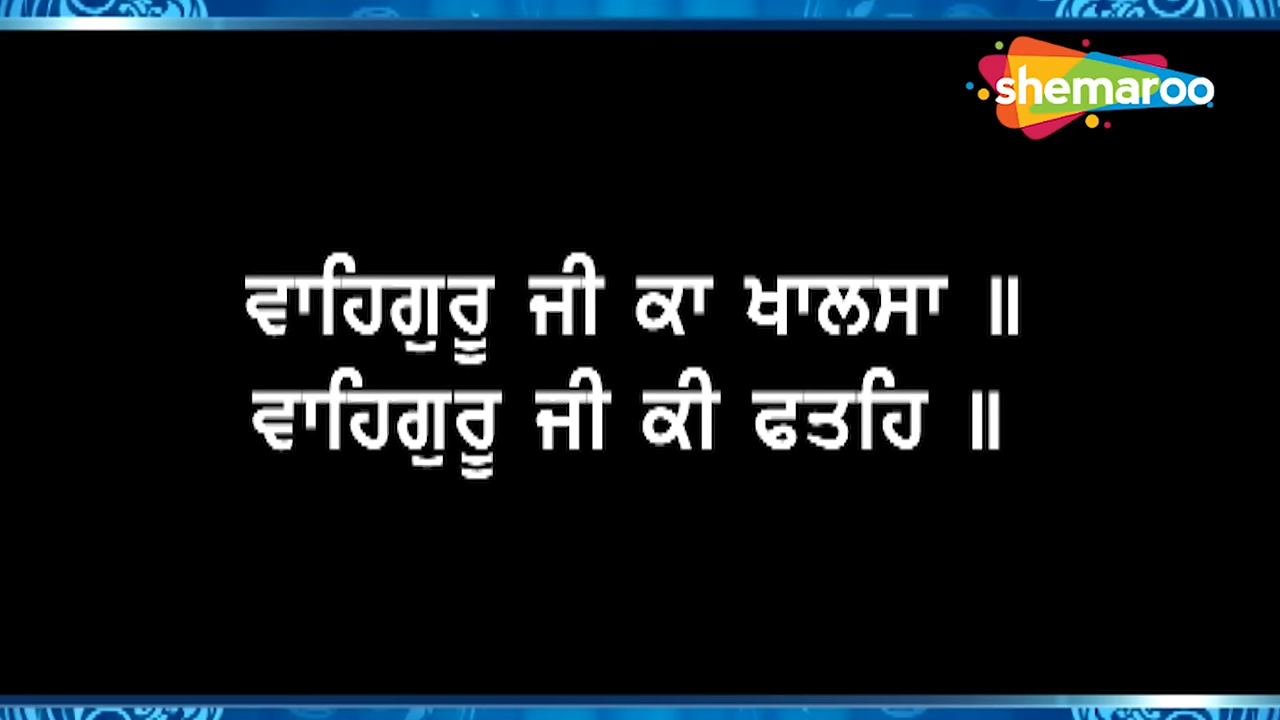 shemaroo
ਵਾਹਿਗੁਰੂ ਜੀ ਕਾ ਖਾਲਸਾ ॥
ਵਾਹਿਗੁਰੂ ਜੀ ਕੀ ਫਤਹਿ ॥